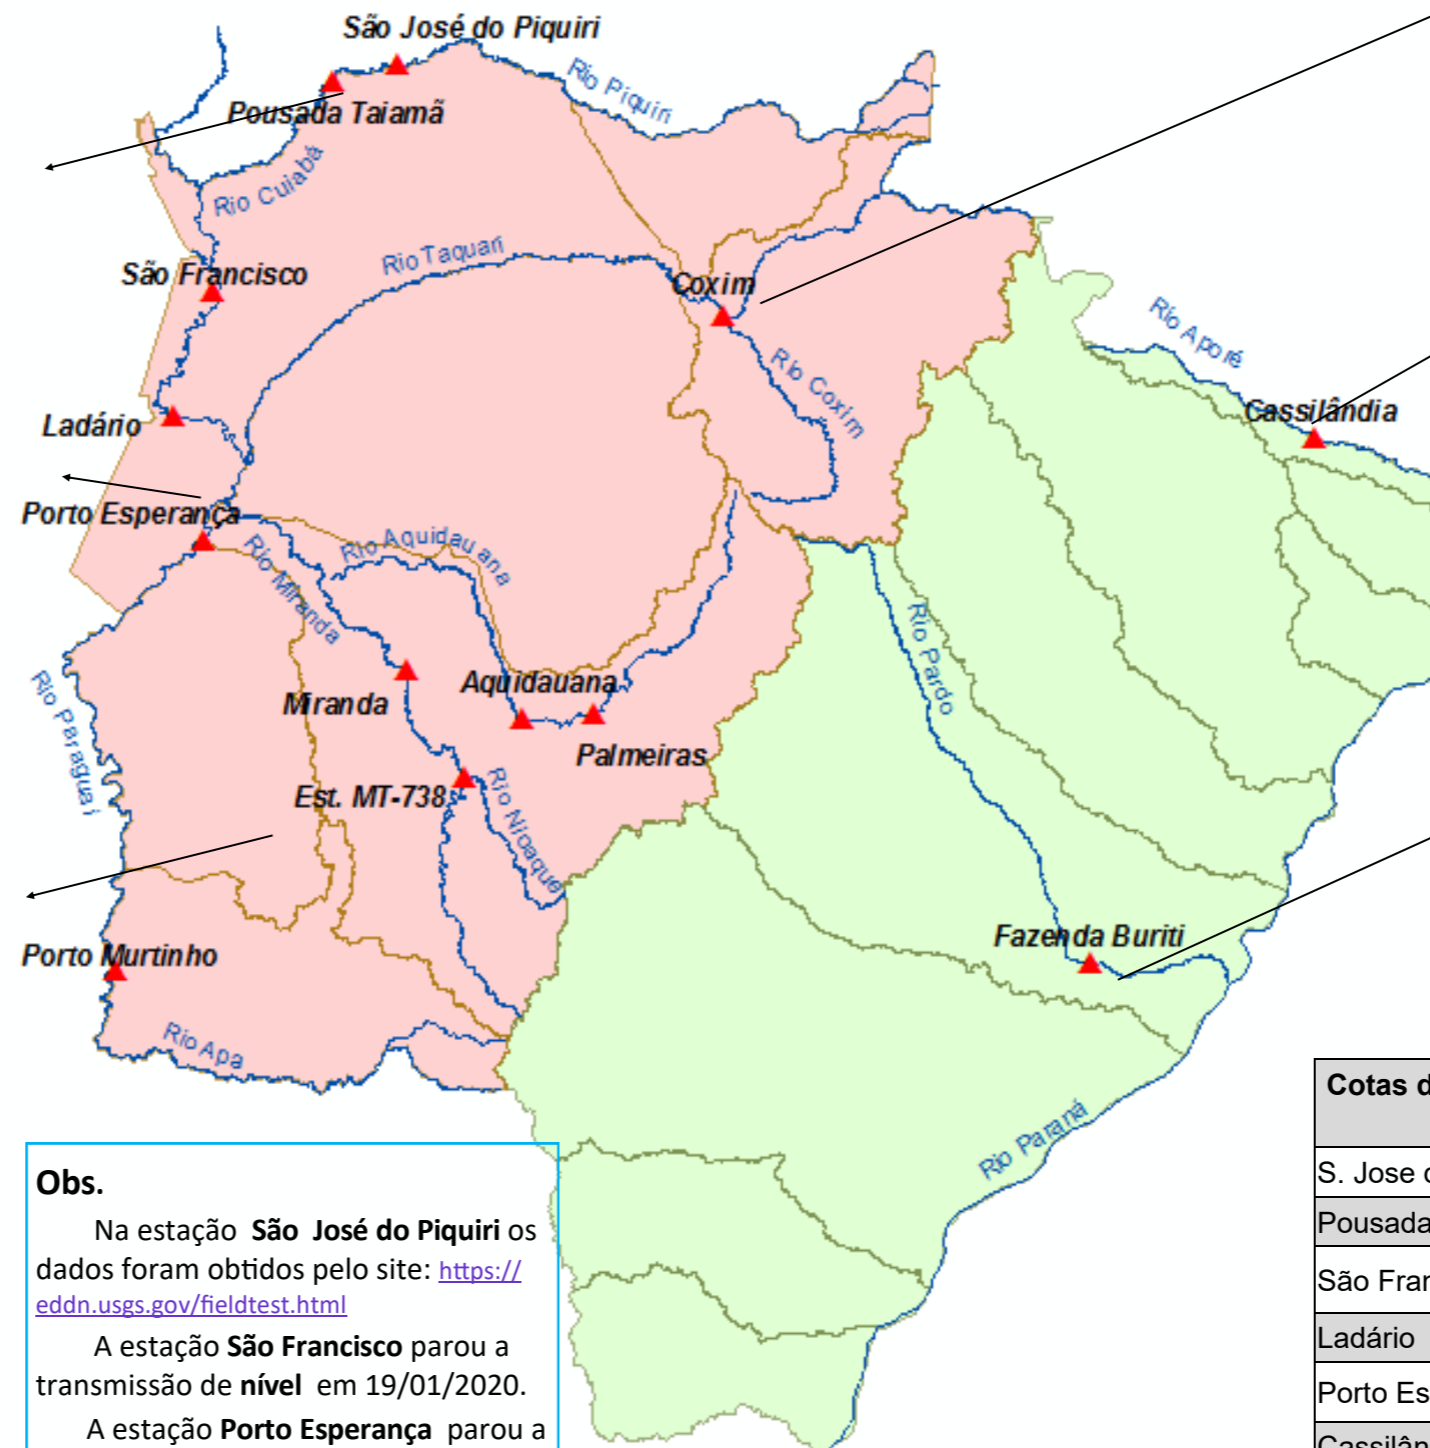 São José do Piquiri
Rio Piquiri
Pousada Taiamã
Rio Cuiabá
Rio Taquari
São Francisco
Coxim
Rio Aporé
Rio Coxim
Cassilândia
Ladário
Porto Esperança
Rio Aquidauana
Rio Miranda
Rio Pardo
Rio Paraguai
Aquidauana
Miranda
Palmeiras
Est. MT-738
Rio Nioaque
Fazenda Buriti
Porto Murtinho
Rio Apa
Rio Paraná
Obs.
Na estação São José do Piquiri os
dados foram obtidos pelo site: https://
eddn.usgs.gov/fieldtest.html
A estação São Francisco parou a
transmissão de nível em 19/01/2020.
A estação Porto Esperança parou a
Cotas d
S. Jose
Pousada
São Fran
Ladário
Porto Es
Cassilân